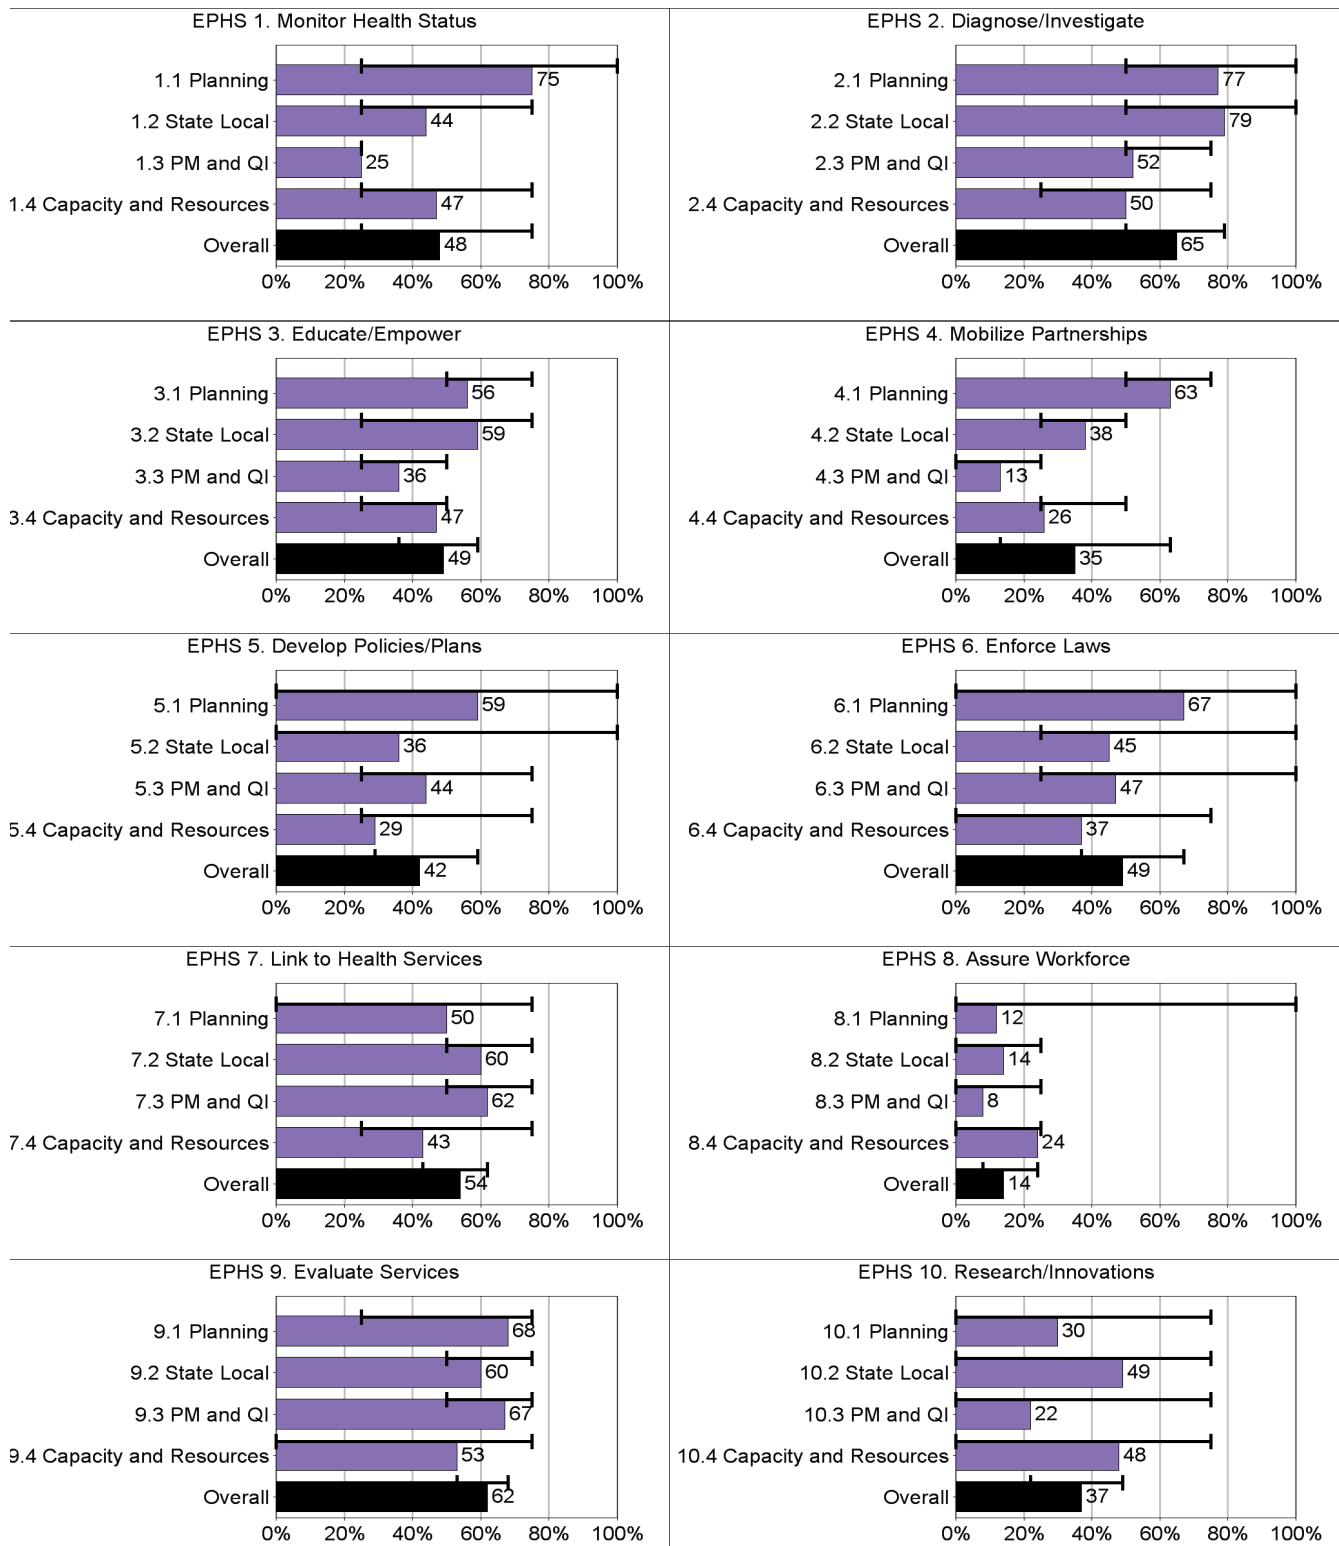 EPHS 1. Monitor Health Status
1.1 Planning 75
1.2 State Local 44
1.3 PM and QI 25
1.4 Capacity and Resources 47
Overall 48
0% 20% 40% 60% 80% 100%
EPHS 2. Diagnose/Investigate
2.1 Planning 77
2.2 State Local 79
2.3 PM and QI 52
2.4 Capacity and Resources 50
Overall 65
0% 20% 40% 60% 80% 100%
EPHS 3. Educate/Empower
3.1 Planning 56
3.2 State Local 59
3.3 PM and QI 36
3.4 Capacity and Resources 47
Overall 49
0% 20% 40% 60% 80% 100%
EPHS 4. Mobilize Partnerships
4.1 Planning 63
4.2 State Local 38
4.3 PM and QI 13
4.4 Capacity and Resources 26
Overall 35
0% 20% 40% 60% 80% 100%
EPHS 5. Develop Policies/Plans
5.1 Planning 59
5.2 State Local 36
5.3 PM and QI 44
5.4 Capacity and Resources 29
Overall 42
0% 20% 40% 60% 80% 100%
EPHS 6. Enforce Laws
6.1 Planning 67
6.2 State Local 45
6.3 PM and QI 47
6.4 Capacity and Resources 37
Overall 49
0% 20% 40% 60% 80% 100%
EPHS 7. Link to Health Services
7.1 Planning 50
7.2 State Local 60
7.3 PM and QI 62
7.4 Capacity and Resources 43
Overall 54
0% 20% 40% 60% 80% 100%
EPHS 8. Assure Workforce
8.1 Planning 12
8.2 State Local 14
8.3 PM and QI 8
8.4 Capacity and Resources 24
Overall 14
0% 20% 40% 60% 80% 100%
EPHS 9. Evaluate Services
9.1 Planning 68
9.2 State Local 60
9.3 PM and QI 67
9.4 Capacity and Resources 53
Overall 62
0% 20% 40% 60% 80% 100%
EPHS 10. Research/Innovations
10.1 Planning 30
10.2 State Local 49
10.3 PM and QI 22
10.4 Capacity and Resources 48
Overall 37
0% 20% 40% 60% 80% 100%